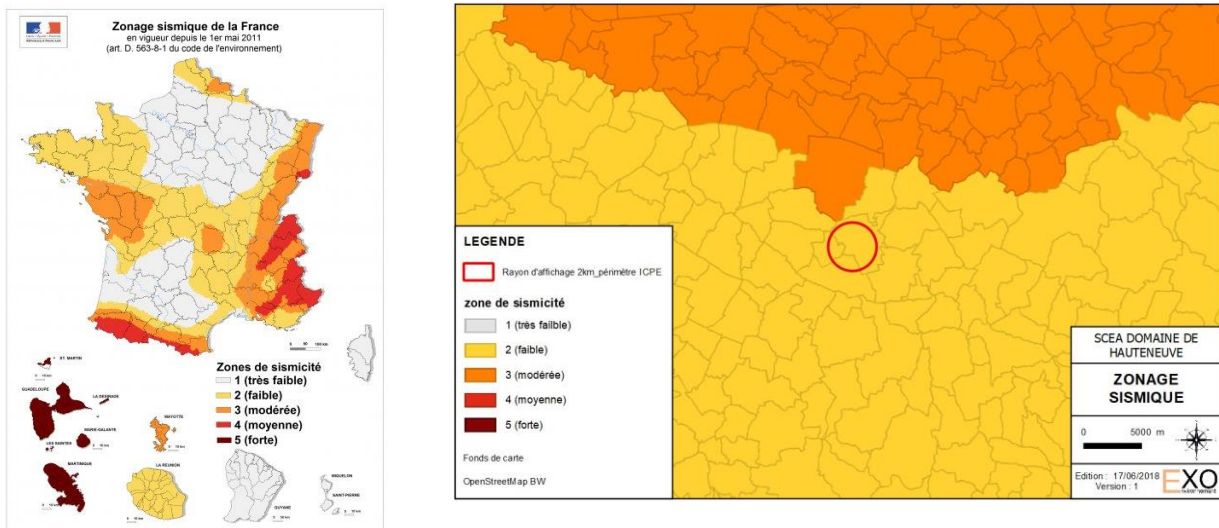 Zonage sismique de la France
en vigueur depuis le 1er mai 2011
(art. D. 563-8-1 du code de l'environnement)
ST. MARTIN
GUADELOUPE
LA DESIRADE
MARIE-GALANTE
LES SAINTES
MARTINIQUE
MAYOTTE
LA RÉUNION
GUYANE
MIQUELON
SAINT-PIERRE
Zones de sismicité
1 (très faible)
2 (faible)
3 (modérée)
4 (moyenne)
5 (forte)
LEGENDE
Rayon d'affichage 2km_périmètre ICPE
zone de sismicité
1 (très faible)
2 (faible)
3 (modérée)
4 (moyenne)
5 (forte)
Fonds de carte
OpenStreetMap BW
SCEA DOMAINE DE
HAUTENEUVE
ZONAGE
SISMIQUE
0 5000 m
Edition : 17/06/2018
Version : 1
EXO